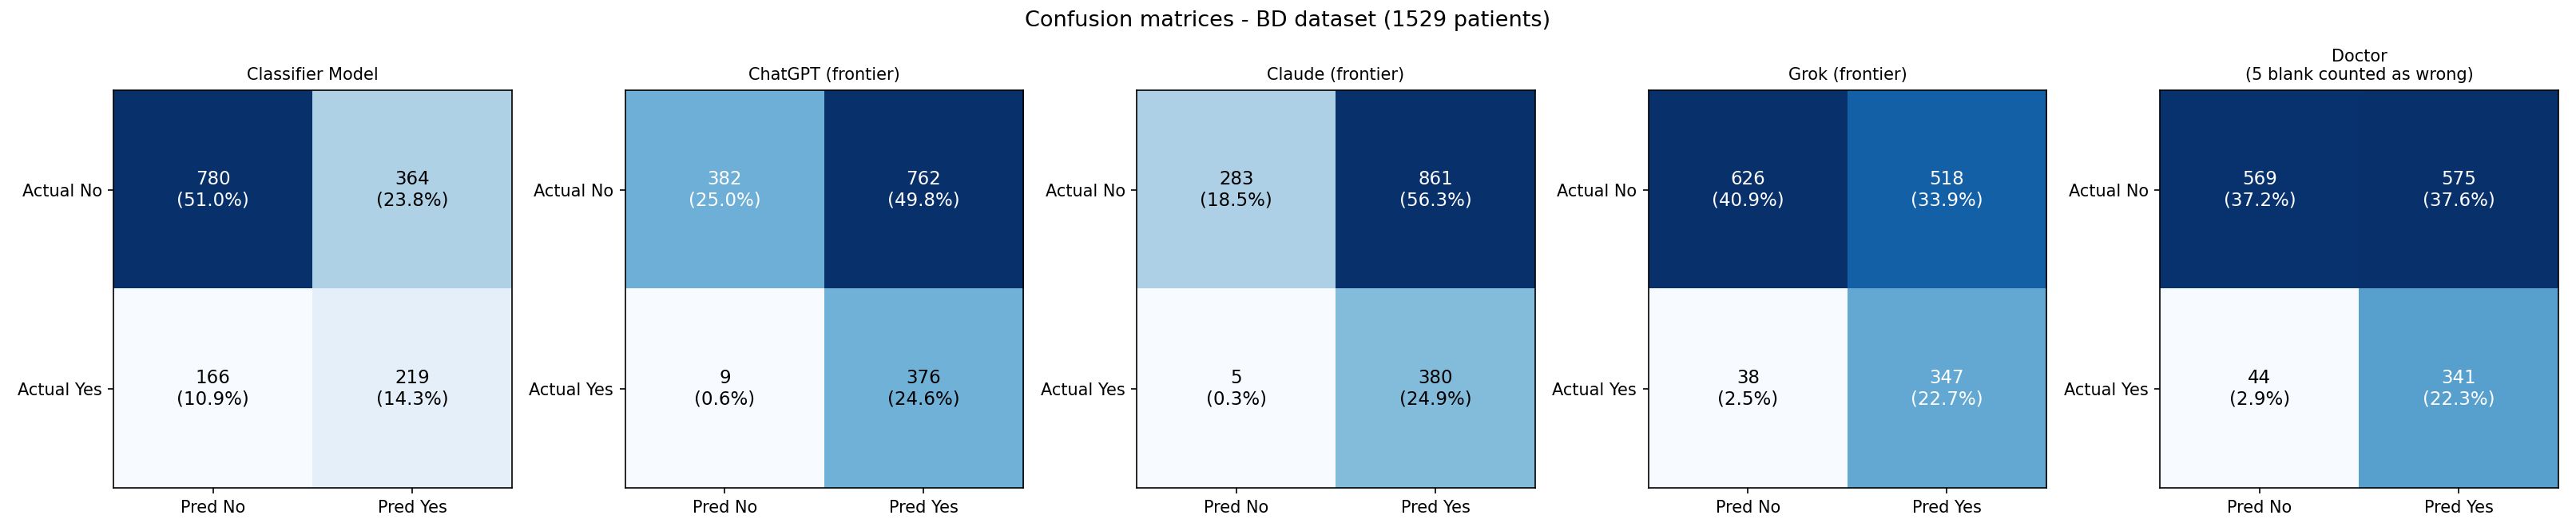 Confusion matrices - BD dataset (1529 patients)
Classifier Model
Actual No
780
(51.0%)
364
(23.8%)
Actual Yes
166
(10.9%)
219
(14.3%)
Pred No
Pred Yes
ChatGPT (frontier)
Actual No
382
(25.0%)
762
(49.8%)
Actual Yes
9
(0.6%)
376
(24.6%)
Pred No
Pred Yes
Claude (frontier)
Actual No
283
(18.5%)
861
(56.3%)
Actual Yes
5
(0.3%)
380
(24.9%)
Pred No
Pred Yes
Grok (frontier)
Actual No
626
(40.9%)
518
(33.9%)
Actual Yes
38
(2.5%)
347
(22.7%)
Pred No
Pred Yes
Doctor
(5 blank counted as wrong)
Actual No
569
(37.2%)
575
(37.6%)
Actual Yes
44
(2.9%)
341
(22.3%)
Pred No
Pred Yes